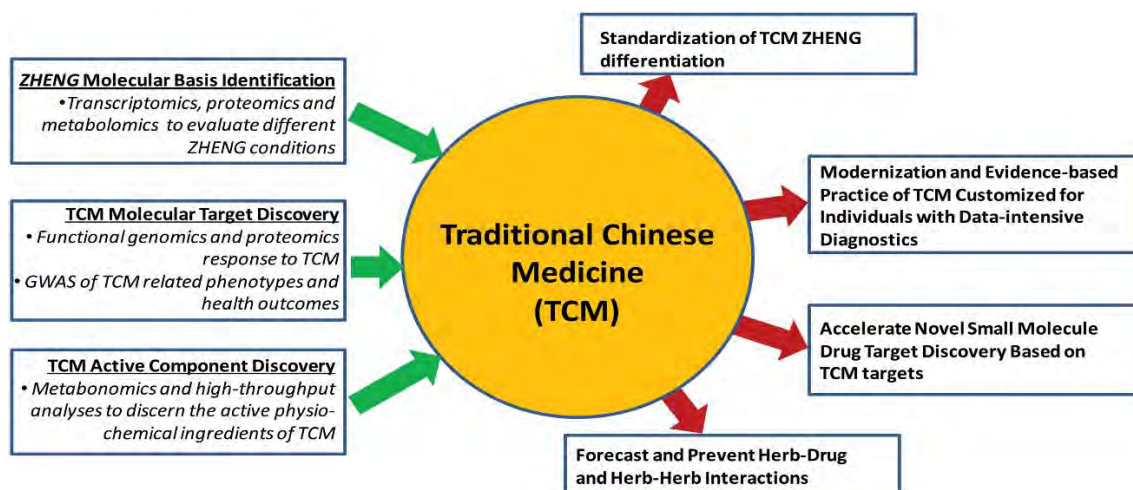 ZHENG Molecular Basis Identification
•Transcriptomics, proteomics and
metabolomics to evaluate different
ZHENG conditions
TCM Molecular Target Discovery
• Functional genomics and proteomics
response to TCM
• GWAS of TCM related phenotypes and
health outcomes
TCM Active Component Discovery
• Metabonomics and high-throughput
analyses to discern the active physio-
chemical ingredients of TCM
Traditional Chinese
Medicine
(TCM)
Standardization of TCM ZHENG
differentiation
Modernization and Evidence-based
Practice of TCM Customized for
Individuals with Data-intensive
Diagnostics
Accelerate Novel Small Molecule
Drug Target Discovery Based on
TCM targets
Forecast and Prevent Herb-Drug
and Herb-Herb Interactions